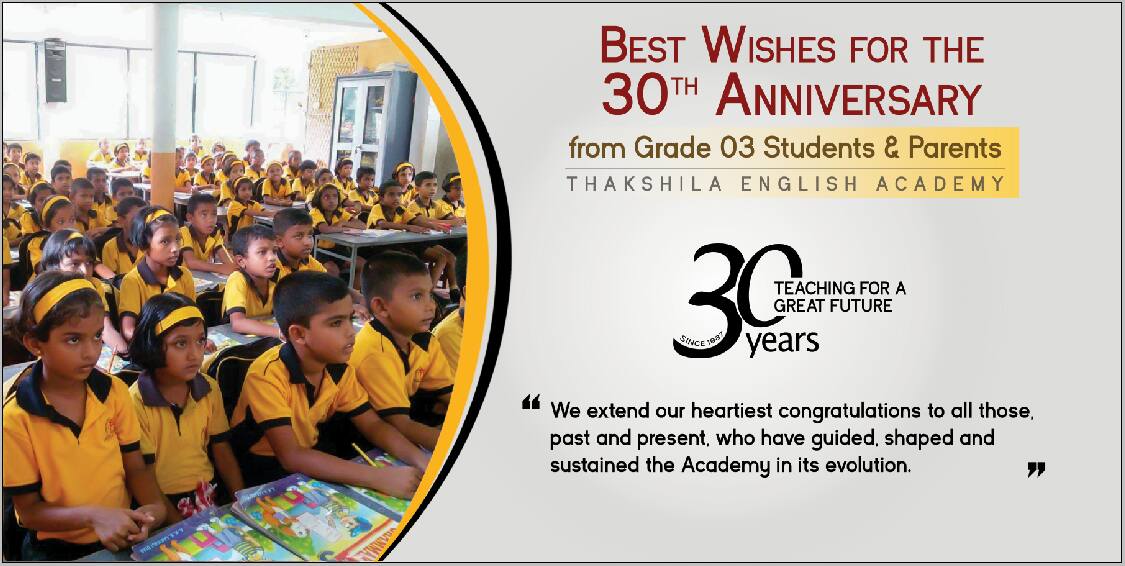 BEST WISHES FOR THE
30TH ANNIVERSARY
from Grade 03 Students & Parents
THAKSHILA ENGLISH ACADEMY
30
TEACHING FOR A
GREAT FUTURE
SINCE 1987
years
“ We extend our heartiest congratulations to all those,
past and present, who have guided, shaped and
sustained the Academy in its evolution. ”